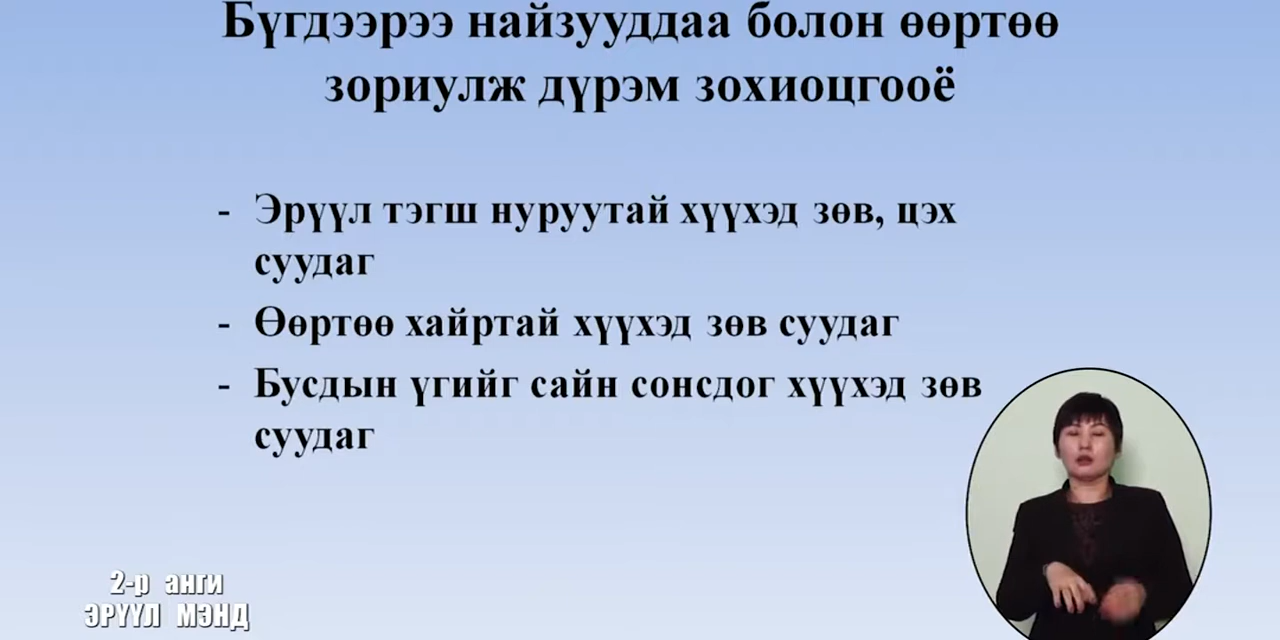 Бүгдээрээ найзууддаа болон өөртөө
зориулж дүрэм зохиоцгооё
- Эрүүл тэгш нуруутай хүүхэд зөв, цэх
суудаг
- Өөртөө хайртай хүүхэд зөв суудаг
- Бусдын үгийг сайн сонсдог хүүхэд зөв
суудаг
2-р анги
ЭРҮҮЛ МЭНД